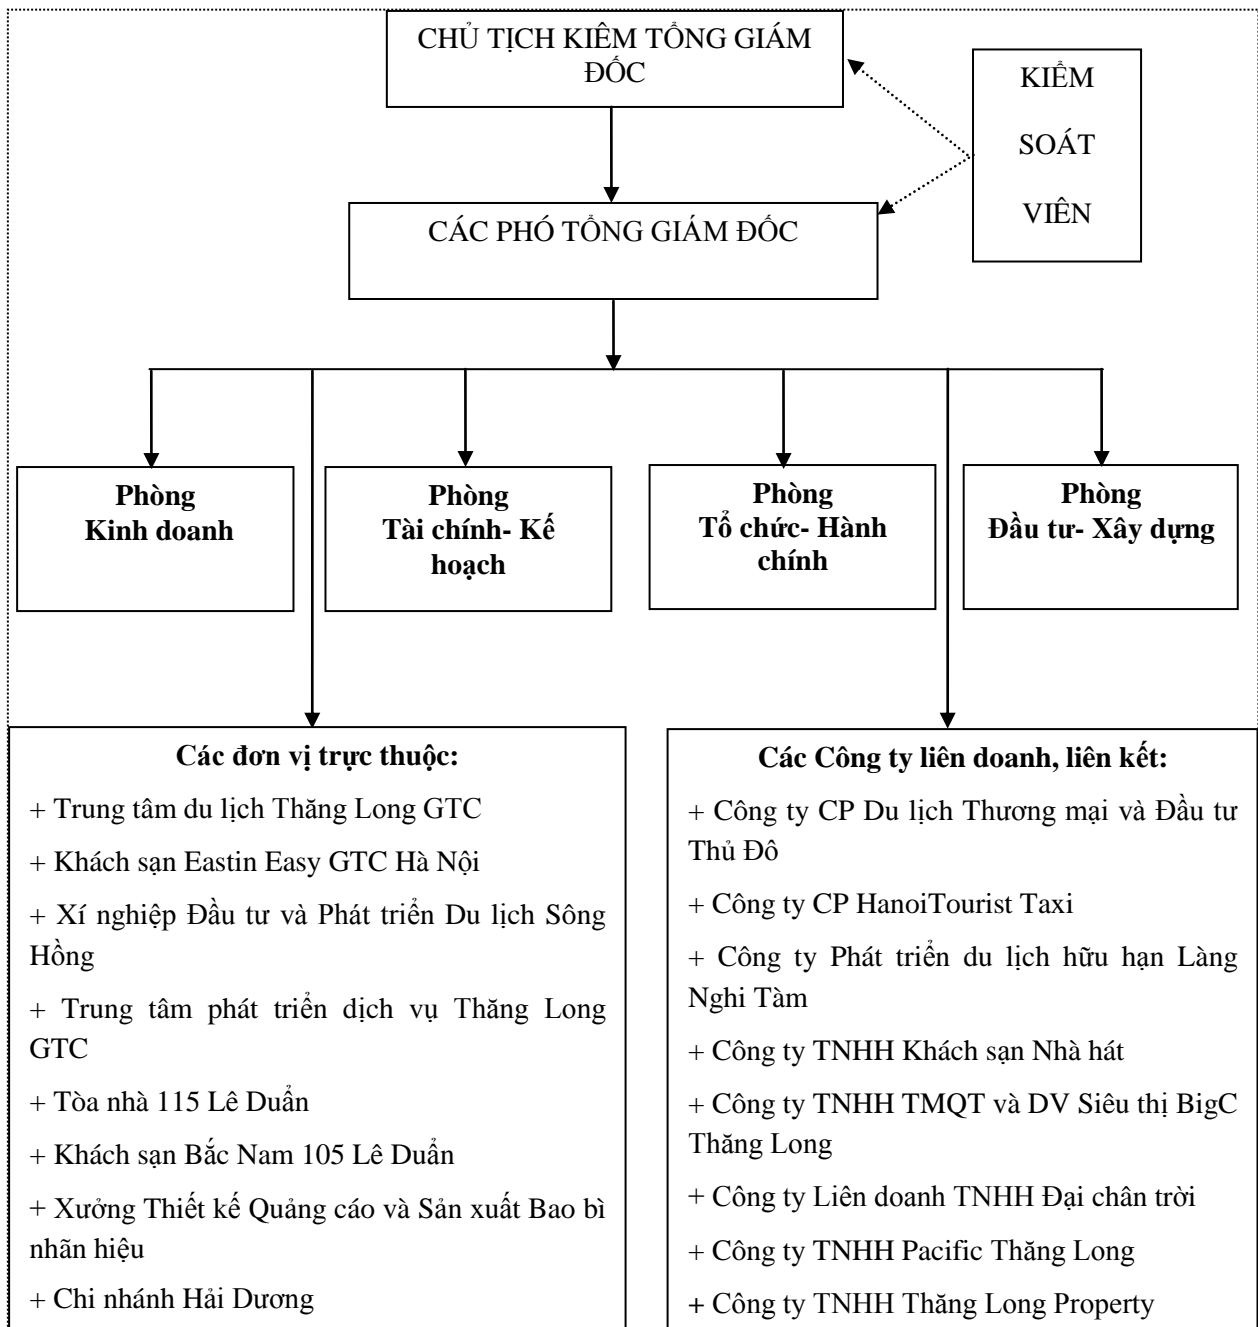 CHỦ TỊCH KIÊM TỔNG GIÁM
ĐỐC
KIỂM
SOÁT
VIÊN
CÁC PHÓ TỔNG GIÁM ĐỐC
Phòng
Kinh doanh
Phòng
Tài chính- Kế
hoạch
Phòng
Tổ chức- Hành
chính
Phòng
Đầu tư- Xây dựng
Các đơn vị trực thuộc:
+ Trung tâm du lịch Thăng Long GTC
+ Khách sạn Eastin Easy GTC Hà Nội
+ Xí nghiệp Đầu tư và Phát triển Du lịch Sông
Hồng
+ Trung tâm phát triển dịch vụ Thăng Long
GTC
+ Tòa nhà 115 Lê Duẩn
+ Khách sạn Bắc Nam 105 Lê Duẩn
+ Xưởng Thiết kế Quảng cáo và Sản xuất Bao bì
nhãn hiệu
+ Chi nhánh Hải Dương
Các Công ty liên doanh, liên kết:
+ Công ty CP Du lịch Thương mại và Đầu tư
Thủ Đô
+ Công ty CP HanoiTourist Taxi
+ Công ty Phát triển du lịch hữu hạn Làng
Nghi Tàm
+ Công ty TNHH Khách sạn Nhà hát
+ Công ty TNHH TMQT và DV Siêu thị BigC
Thăng Long
+ Công ty Liên doanh TNHH Đại chân trời
+ Công ty TNHH Pacific Thăng Long
+ Công ty TNHH Thăng Long Property